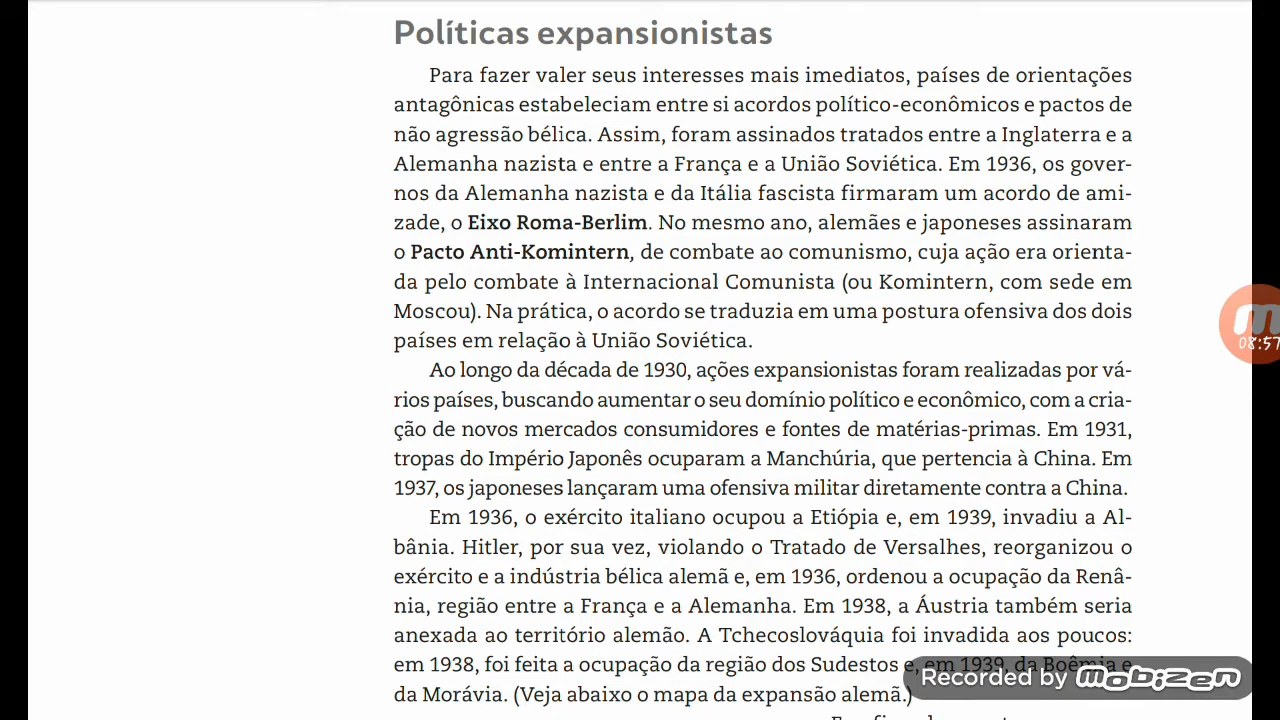 Políticas expansionistas
Para fazer valer seus interesses mais imediatos, países de orientações
antagônicas estabeleciam entre si acordos político-econômicos e pactos de
não agressão bélica. Assim, foram assinados tratados entre a Inglaterra e a
Alemanha nazista e entre a França e a União Soviética. Em 1936, os gover-
nos da Alemanha nazista e da Itália fascista firmaram um acordo de ami-
zade, o Eixo Roma-Berlim. No mesmo ano, alemães e japoneses assinaram
o Pacto Anti-Komintern, de combate ao comunismo, cuja ação era orienta-
da pelo combate à Internacional Comunista (ou Komintern, com sede em
Moscou). Na prática, o acordo se traduzia em uma postura ofensiva dos dois
países em relação à União Soviética.
Ao longo da década de 1930, ações expansionistas foram realizadas por vá-
rios países, buscando aumentar o seu domínio político e econômico, com a cria-
ção de novos mercados consumidores e fontes de matérias-primas. Em 1931,
tropas do Império Japonês ocuparam a Manchúria, que pertencia à China. Em
1937, os japoneses lançaram uma ofensiva militar diretamente contra a China.
Em 1936, o exército italiano ocupou a Etiópia e, em 1939, invadiu a Al-
bânia. Hitler, por sua vez, violando o Tratado de Versalhes, reorganizou o
exército e a indústria bélica alemã e, em 1936, ordenou a ocupação da Renâ-
nia, região entre a França e a Alemanha. Em 1938, a Áustria também seria
anexada ao território alemão. A Tchecoslováquia foi invadida aos poucos:
em 1938, foi feita a ocupação da região dos Sudestos e, em 1939, da Boêmia e
da Morávia. (Veja abaixo o mapa da expansão alemã.)
08:57
Recorded by mobizen